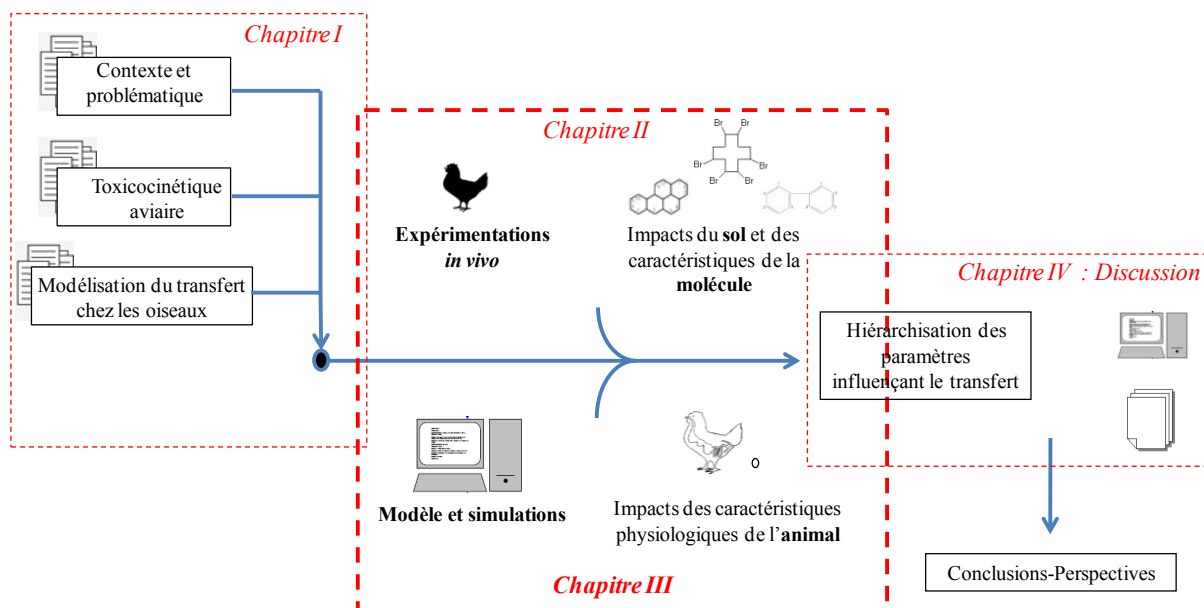 Chapitre I
Contexte et
problématique
Toxicocinétique
aviaire
Modélisation du transfert
chez les oiseaux
Chapitre II
Expérimentations
in vivo
Br
Br
Br
Br
Br
Br
Impacts du sol et des
caractéristiques de la
molécule
Modèle et simulations
Impacts des caractéristiques
physiologiques de l'animal
Chapitre III
Chapitre IV : Discussion
Hiérarchisation des
paramètres
influençant le transfert
Conclusions-Perspectives